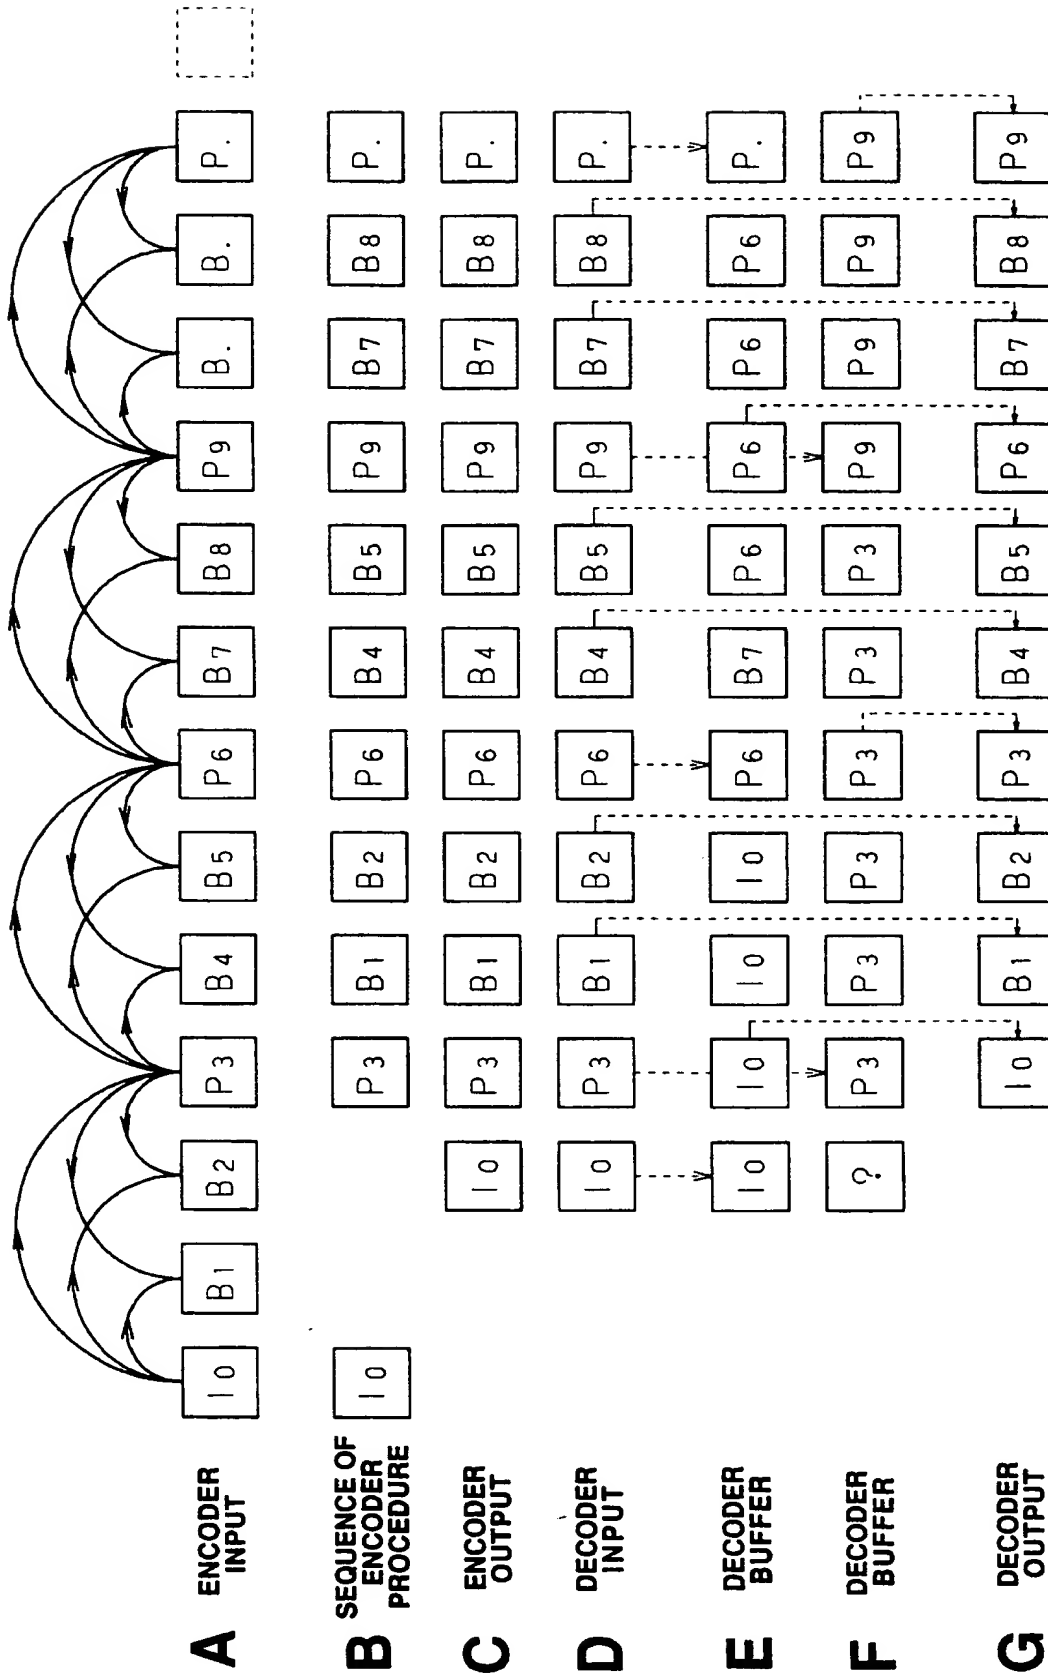 A ENCODER INPUT
I0 B1 B2 P3 B4 B5 P6 B7 B8 P9 B. B. P.
B SEQUENCE OF ENCODER PROCEDURE
I0 P3 B1 B2 P6 B4 B5 P9 B7 B8 P.
C ENCODER OUTPUT
I0 P3 B1 B2 P6 B4 B5 P9 B7 B8 P.
D DECODER INPUT
I0 P3 B1 B2 P6 B4 B5 P9 B7 B8 P.
E DECODER BUFFER
I0 I0 I0 I0 P6 B7 P6 P6 P6 P6 P.
F DECODER BUFFER
? P3 P3 P3 P3 P3 P3 P9 P9 P9 P9
G DECODER OUTPUT
I0 B1 B2 P3 B4 B5 P6 B7 B8 P9